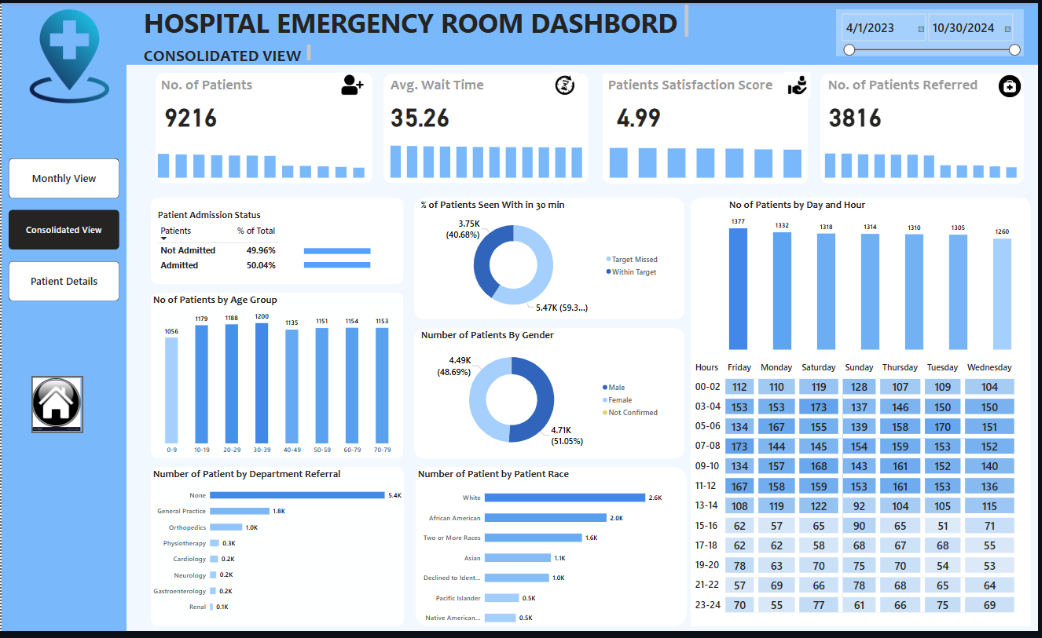 HOSPITAL EMERGENCY ROOM DASHBORD
CONSOLIDATED VIEW
4/1/2023 10/30/2024
No. of Patients
9216
Avg. Wait Time
35.26
Patients Satisfaction Score
4.99
No. of Patients Referred
3816
Monthly View
Consolidated View
Patient Details
Patient Admission Status
Patients % of Total
Not Admitted 49.96%
Admitted 50.04%
% of Patients Seen With in 30 min
3.75K
(40.68%)
5.47K (59.3...)
Target Missed
Within Target
No of Patients by Age Group
1056 1179 1188 1200 1135 1151 1154 1153
0-9 10-19 20-29 30-39 40-49 50-59 60-79 70-79
Number of Patients By Gender
4.49K
(48.69%)
4.71K
(51.05%)
Male
Female
Not Confirmed
Number of Patient by Department Referral
None 5.4K
General Practice 1.8K
Orthopedics 1.0K
Physiotherapy 0.3K
Cardiology 0.2K
Neurology 0.2K
Gastroenterology 0.2K
Renal 0.1K
Number of Patient by Patient Race
White 2.6K
African American 2.0K
Two or More Races 1.6K
Asian 1.1K
Declined to Ident... 1.0K
Pacific Islander 0.5K
Native American... 0.5K
No of Patients by Day and Hour
1377 1332 1318 1314 1310 1305 1260
Hours Friday Monday Saturday Sunday Thursday Tuesday Wednesday
00-02 112 110 119 128 107 109 104
03-04 153 153 173 137 146 150 150
05-06 134 167 155 139 158 170 151
07-08 173 144 145 154 159 153 152
09-10 134 157 168 143 161 152 140
11-12 167 158 159 153 161 153 136
13-14 108 119 122 92 104 105 115
15-16 62 57 65 90 65 51 71
17-18 62 62 58 68 67 68 55
19-20 78 63 70 75 70 54 53
21-22 57 69 66 78 68 65 64
23-24 70 55 77 61 66 75 69